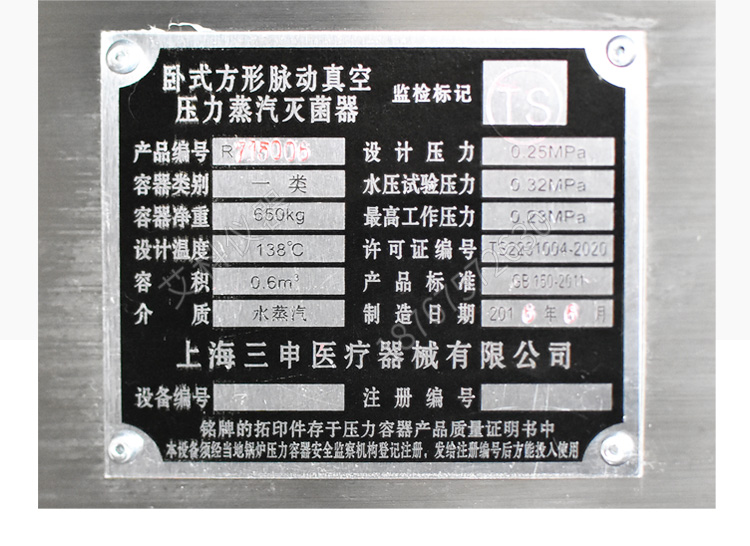 卧式方形脉动真空
压力蒸汽灭菌器
监检标记 TS
产品编号 R715006 设计压力 0.25MPa
容器类别 一类 水压试验压力 0.32MPa
容器净重 650kg 最高工作压力 0.23MPa
设计温度 138℃ 许可证编号 TS2231004-2020
容积 0.6m³ 产品标准 GB 150-2011
介质 水蒸汽 制造日期 201 年 月
上海三申医疗器械有限公司
设备编号 注册编号
铭牌的拓印件存于压力容器产品质量证明书中
本设备须经当地锅炉压力容器安全监察机构登记注册，发给注册编号后方能投入使用